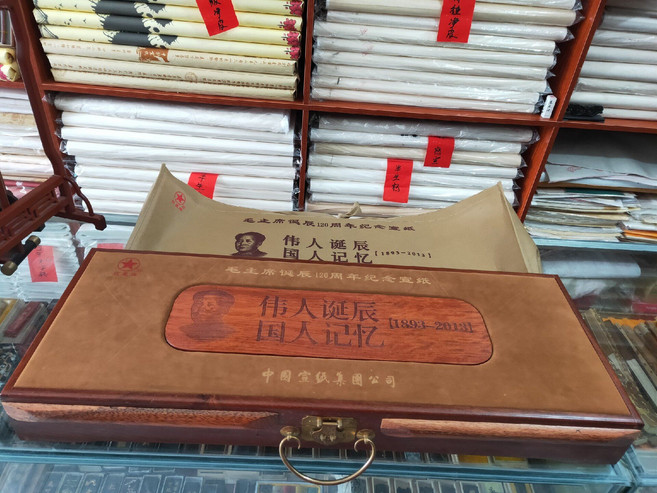 毛主席诞辰120周年纪念宣纸
伟人诞辰
国人记忆
[1893-2013]
毛主席诞辰120周年纪念宣纸
伟人诞辰
国人记忆
[1893-2013]
中国宣纸集团公司